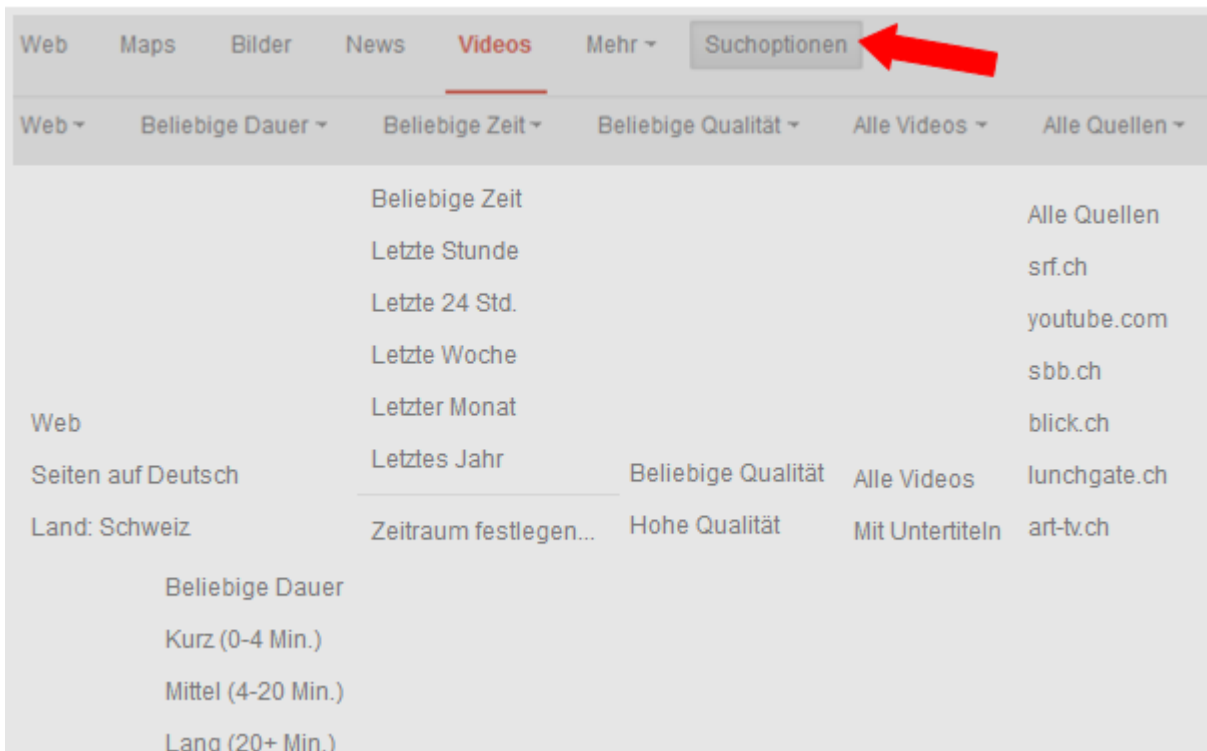 Web Maps Bilder News Videos Mehr Suchoptionen
Web Beliebige Dauer Beliebige Zeit Beliebige Qualität Alle Videos Alle Quellen
Beliebige Zeit
Letzte Stunde
Letzte 24 Std.
Letzte Woche
Letzter Monat
Letztes Jahr
Zeitraum festlegen...
Alle Quellen
srf.ch
youtube.com
sbb.ch
blick.ch
lunchgate.ch
art-tv.ch
Web
Seiten auf Deutsch
Land: Schweiz
Beliebige Qualität
Hohe Qualität
Alle Videos
Mit Untertiteln
Beliebige Dauer
Kurz (0-4 Min.)
Mittel (4-20 Min.)
Lang (20+ Min.)